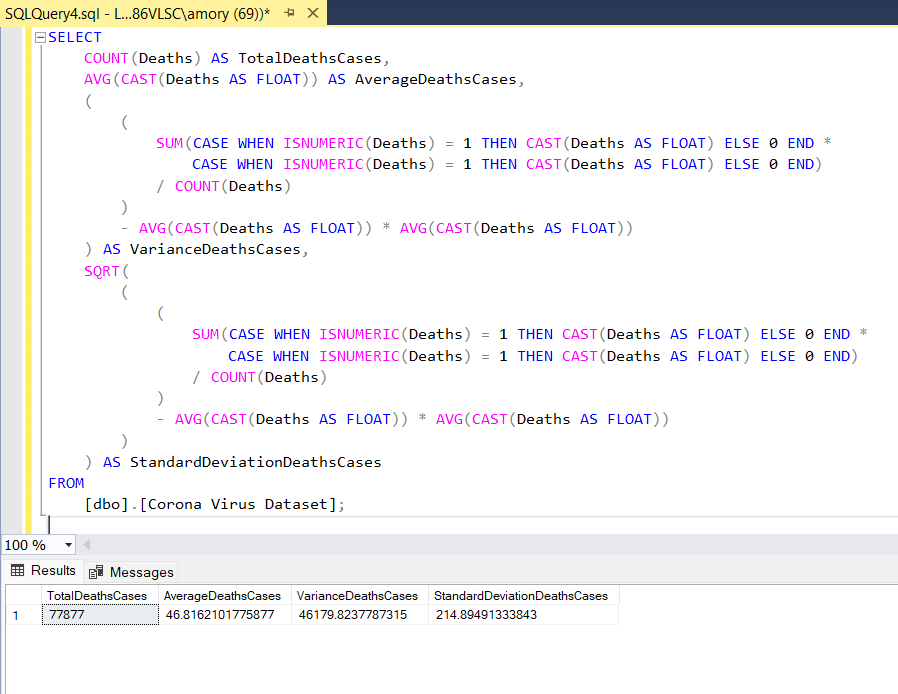 SQLQuery4.sql - L...86VLSC\amory (69))*
SELECT
COUNT(Deaths) AS TotalDeathsCases,
AVG(CAST(Deaths AS FLOAT)) AS AverageDeathsCases,
(
(
SUM(CASE WHEN ISNUMERIC(Deaths) = 1 THEN CAST(Deaths AS FLOAT) ELSE 0 END *
CASE WHEN ISNUMERIC(Deaths) = 1 THEN CAST(Deaths AS FLOAT) ELSE 0 END)
/ COUNT(Deaths)
)
- AVG(CAST(Deaths AS FLOAT)) * AVG(CAST(Deaths AS FLOAT))
) AS VarianceDeathsCases,
SQRT(
(
(
SUM(CASE WHEN ISNUMERIC(Deaths) = 1 THEN CAST(Deaths AS FLOAT) ELSE 0 END *
CASE WHEN ISNUMERIC(Deaths) = 1 THEN CAST(Deaths AS FLOAT) ELSE 0 END)
/ COUNT(Deaths)
)
- AVG(CAST(Deaths AS FLOAT)) * AVG(CAST(Deaths AS FLOAT))
)
) AS StandardDeviationDeathsCases
FROM
[dbo].[Corona Virus Dataset];
100 %
Results Messages
TotalDeathsCases AverageDeathsCases VarianceDeathsCases StandardDeviationDeathsCases
1 77877 46.8162101775877 46179.8237787315 214.89491333843